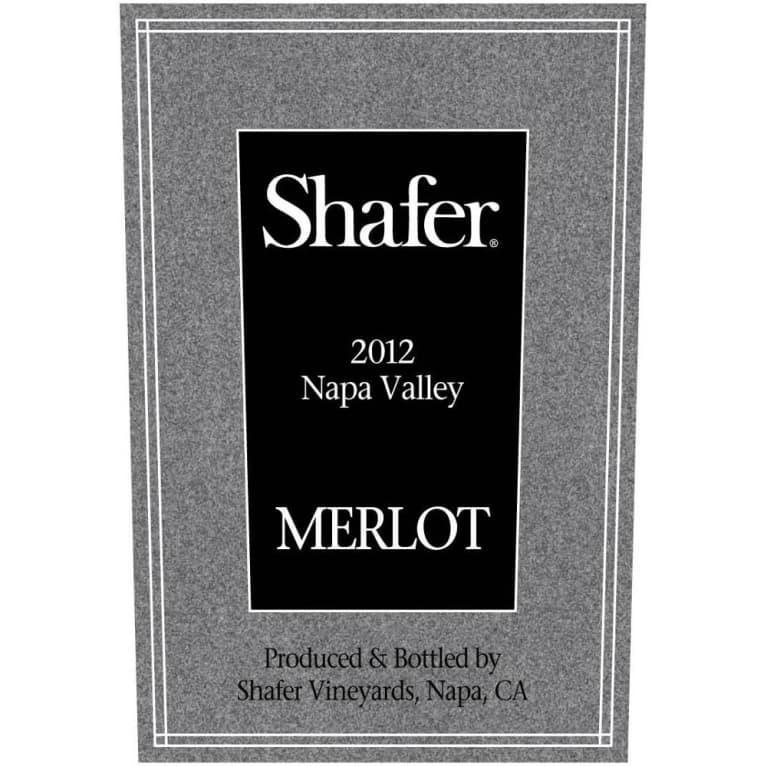 Shafer®
2012
Napa Valley
MERLOT
Produced & Bottled by
Shafer Vineyards, Napa, CA